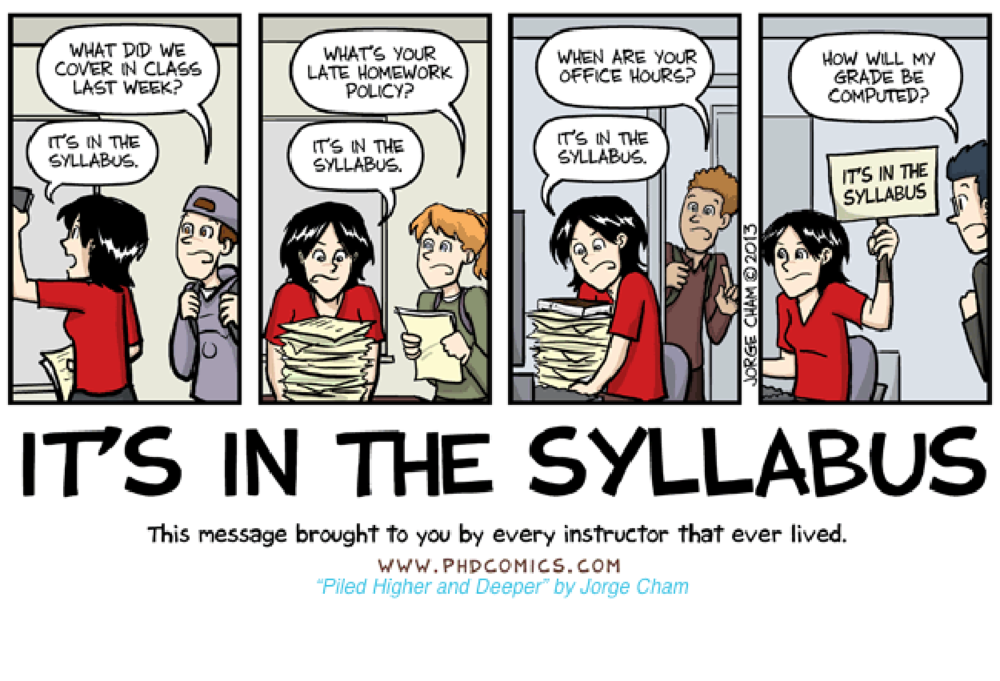 WHAT DID WE
COVER IN CLASS
LAST WEEK?
IT'S IN THE
SYLLABUS.
WHAT'S YOUR
LATE HOMEWORK
POLICY?
IT'S IN THE
SYLLABUS.
WHEN ARE YOUR
OFFICE HOURS?
IT'S IN THE
SYLLABUS.
JORGE CHAM © 2013
HOW WILL MY
GRADE BE
COMPUTED?
IT'S IN THE
SYLLABUS
IT'S IN THE SYLLABUS
This message brought to you by every instructor that ever lived.
WWW.PHDCOMICS.COM
“Piled Higher and Deeper” by Jorge Cham